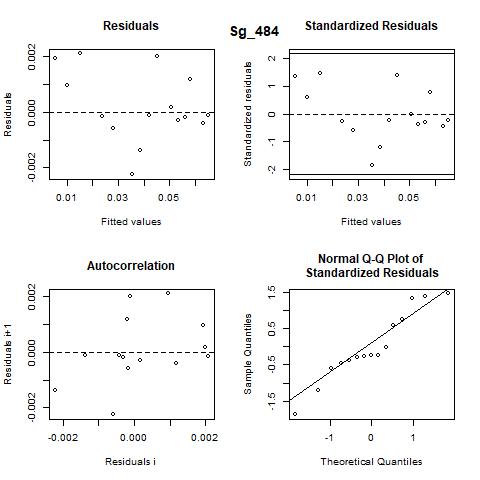 Sg_484
Residuals
Residuals
-0.002
0.000
0.002
0.01
0.03
0.05
Fitted values
Standardized Residuals
Standardized residuals
-2
-1
0
1
2
0.01
0.03
0.05
Fitted values
Autocorrelation
Residuals i+1
-0.002
0.000
0.002
-0.002
0.000
0.002
Residuals i
Normal Q-Q Plot of
Standardized Residuals
Sample Quantiles
-1.5
-0.5
0.5
1.5
-1
0
1
Theoretical Quantiles